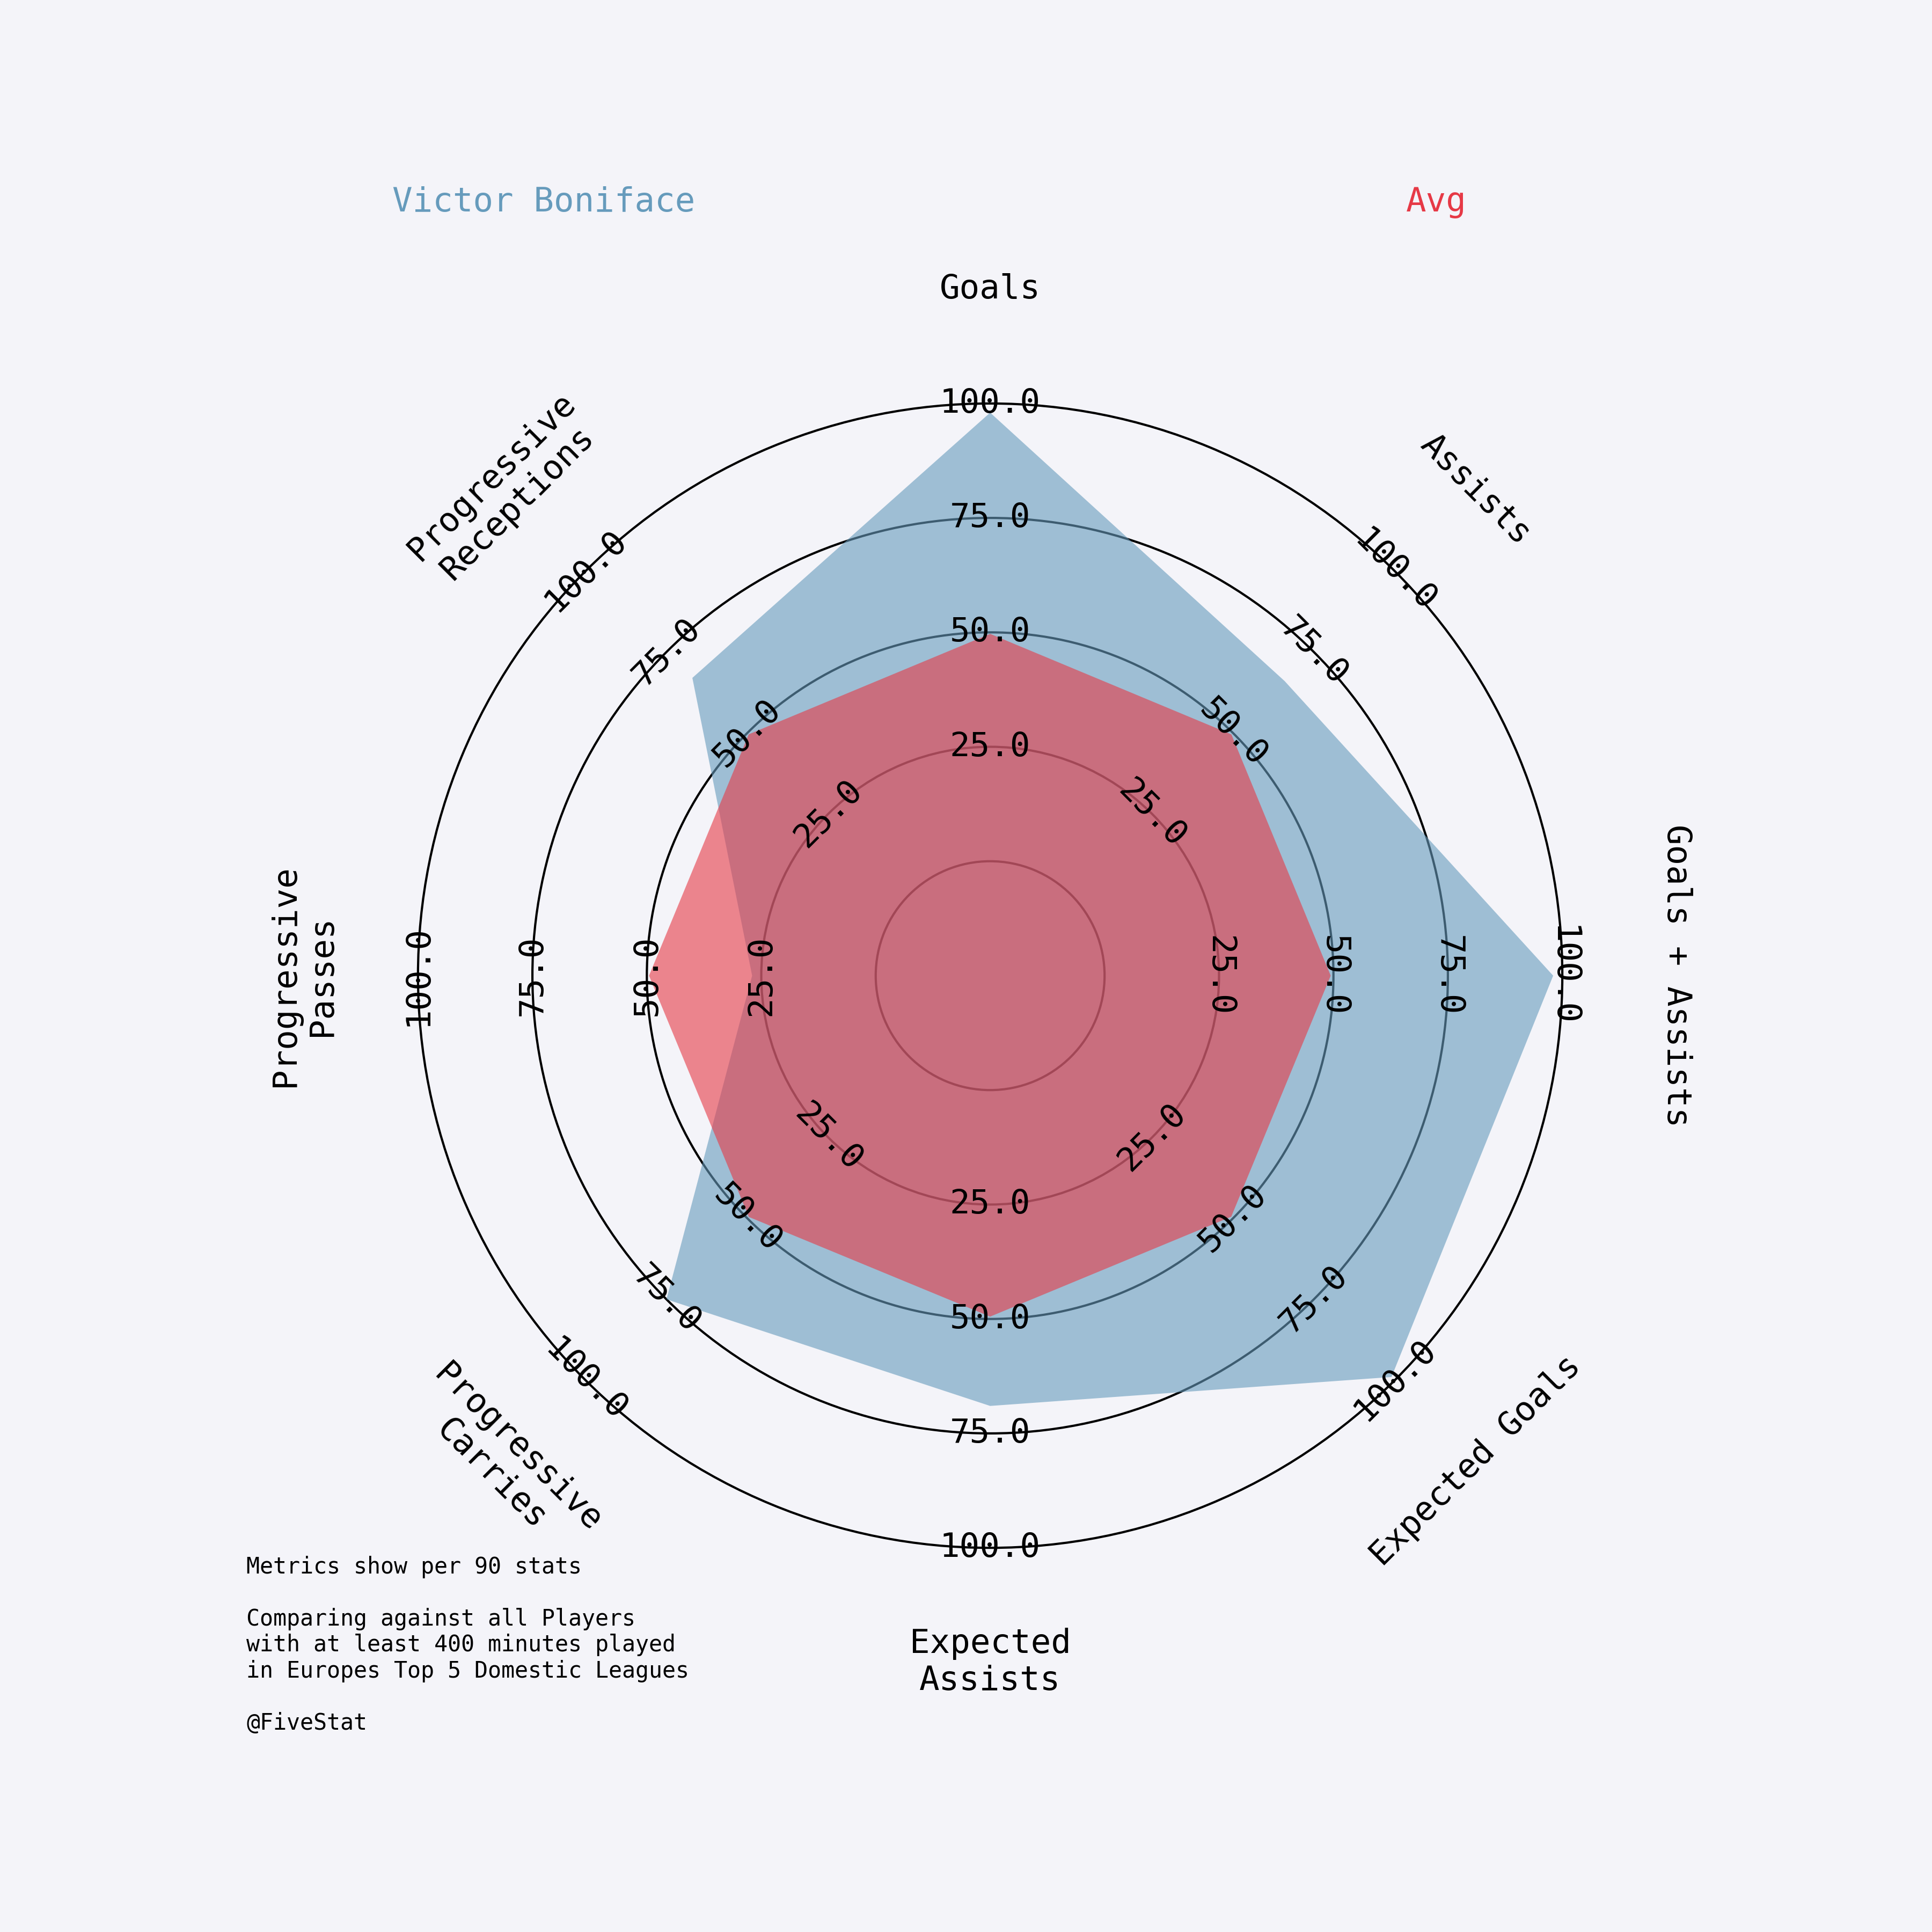 Victor Boniface
Avg
Goals
Assists
Goals + Assists
Expected Goals
Expected
Assists
Progressive
Carries
Progressive
Passes
Progressive
Receptions
25.0
50.0
75.0
100.0
25.0
50.0
75.0
100.0
25.0
50.0
75.0
100.0
25.0
50.0
75.0
100.0
25.0
50.0
75.0
100.0
25.0
50.0
75.0
100.0
25.0
50.0
75.0
100.0
25.0
50.0
75.0
100.0
Metrics show per 90 stats
Comparing against all Players
with at least 400 minutes played
in Europes Top 5 Domestic Leagues
@FiveStat